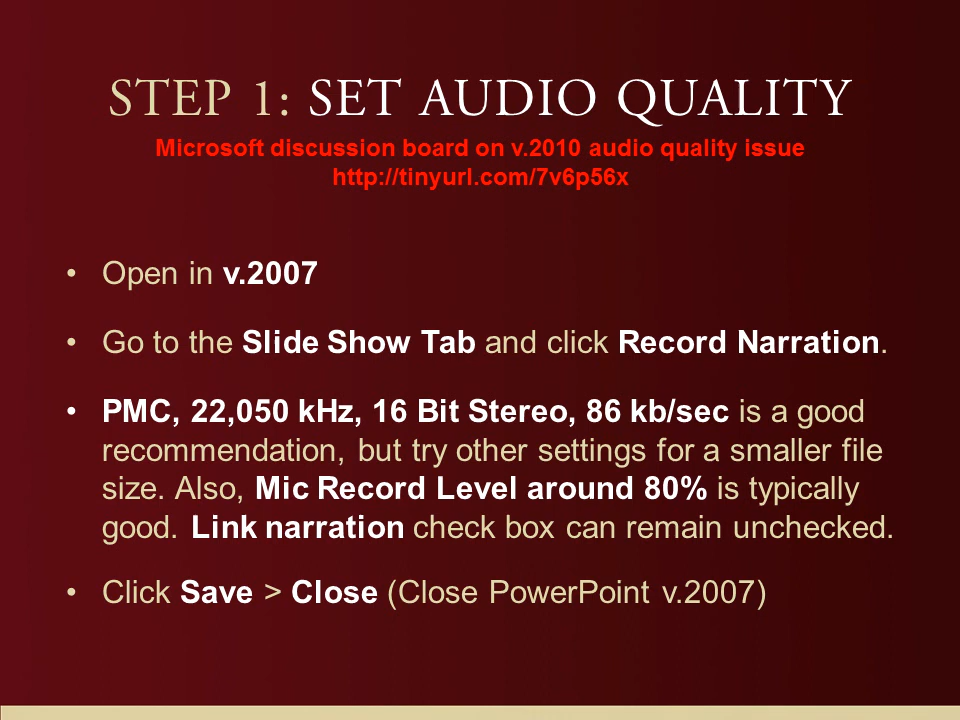 STEP 1: SET AUDIO QUALITY
Microsoft discussion board on v.2010 audio quality issue
http://tinyurl.com/7v6p56x
• Open in v.2007
• Go to the Slide Show Tab and click Record Narration.
• PMC, 22,050 kHz, 16 Bit Stereo, 86 kb/sec is a good
recommendation, but try other settings for a smaller file
size. Also, Mic Record Level around 80% is typically
good. Link narration check box can remain unchecked.
• Click Save > Close (Close PowerPoint v.2007)